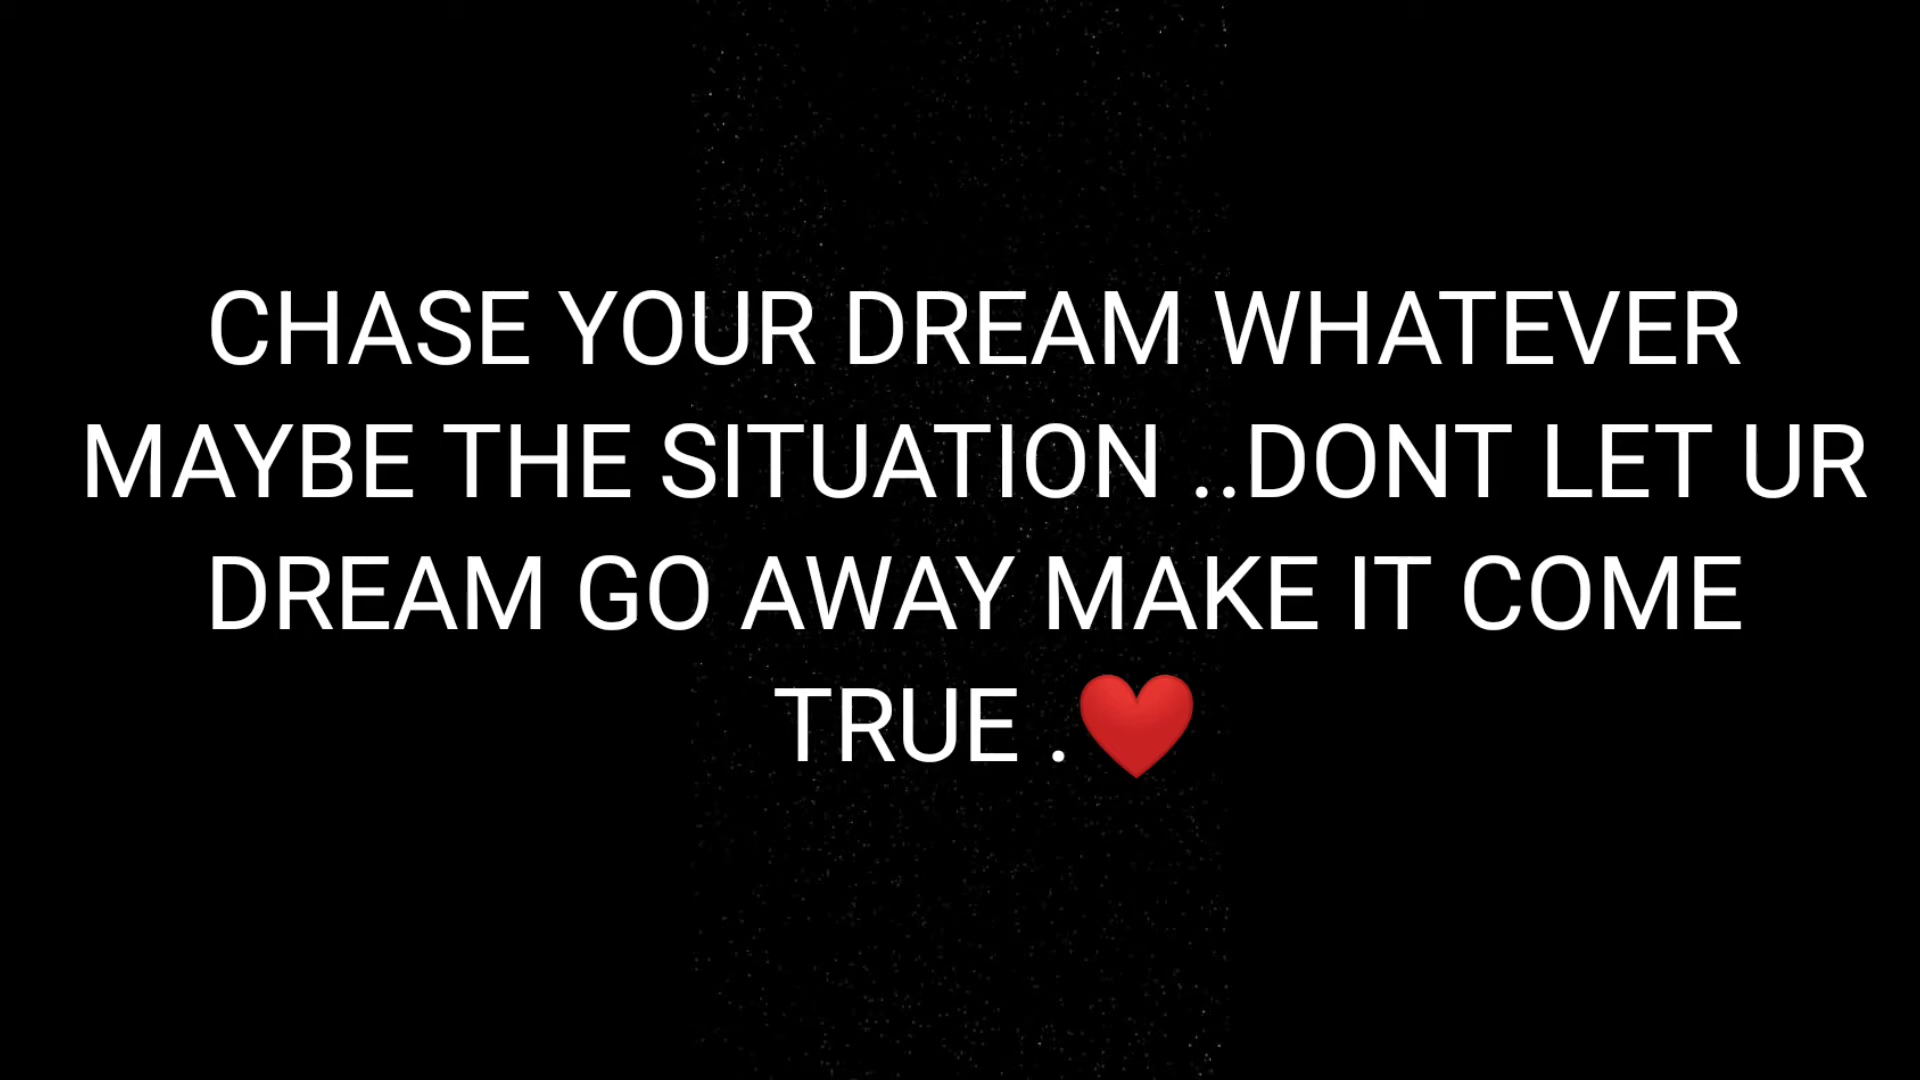 CHASE YOUR DREAM WHATEVER
MAYBE THE SITUATION ..DONT LET UR
DREAM GO AWAY MAKE IT COME
TRUE .❤️